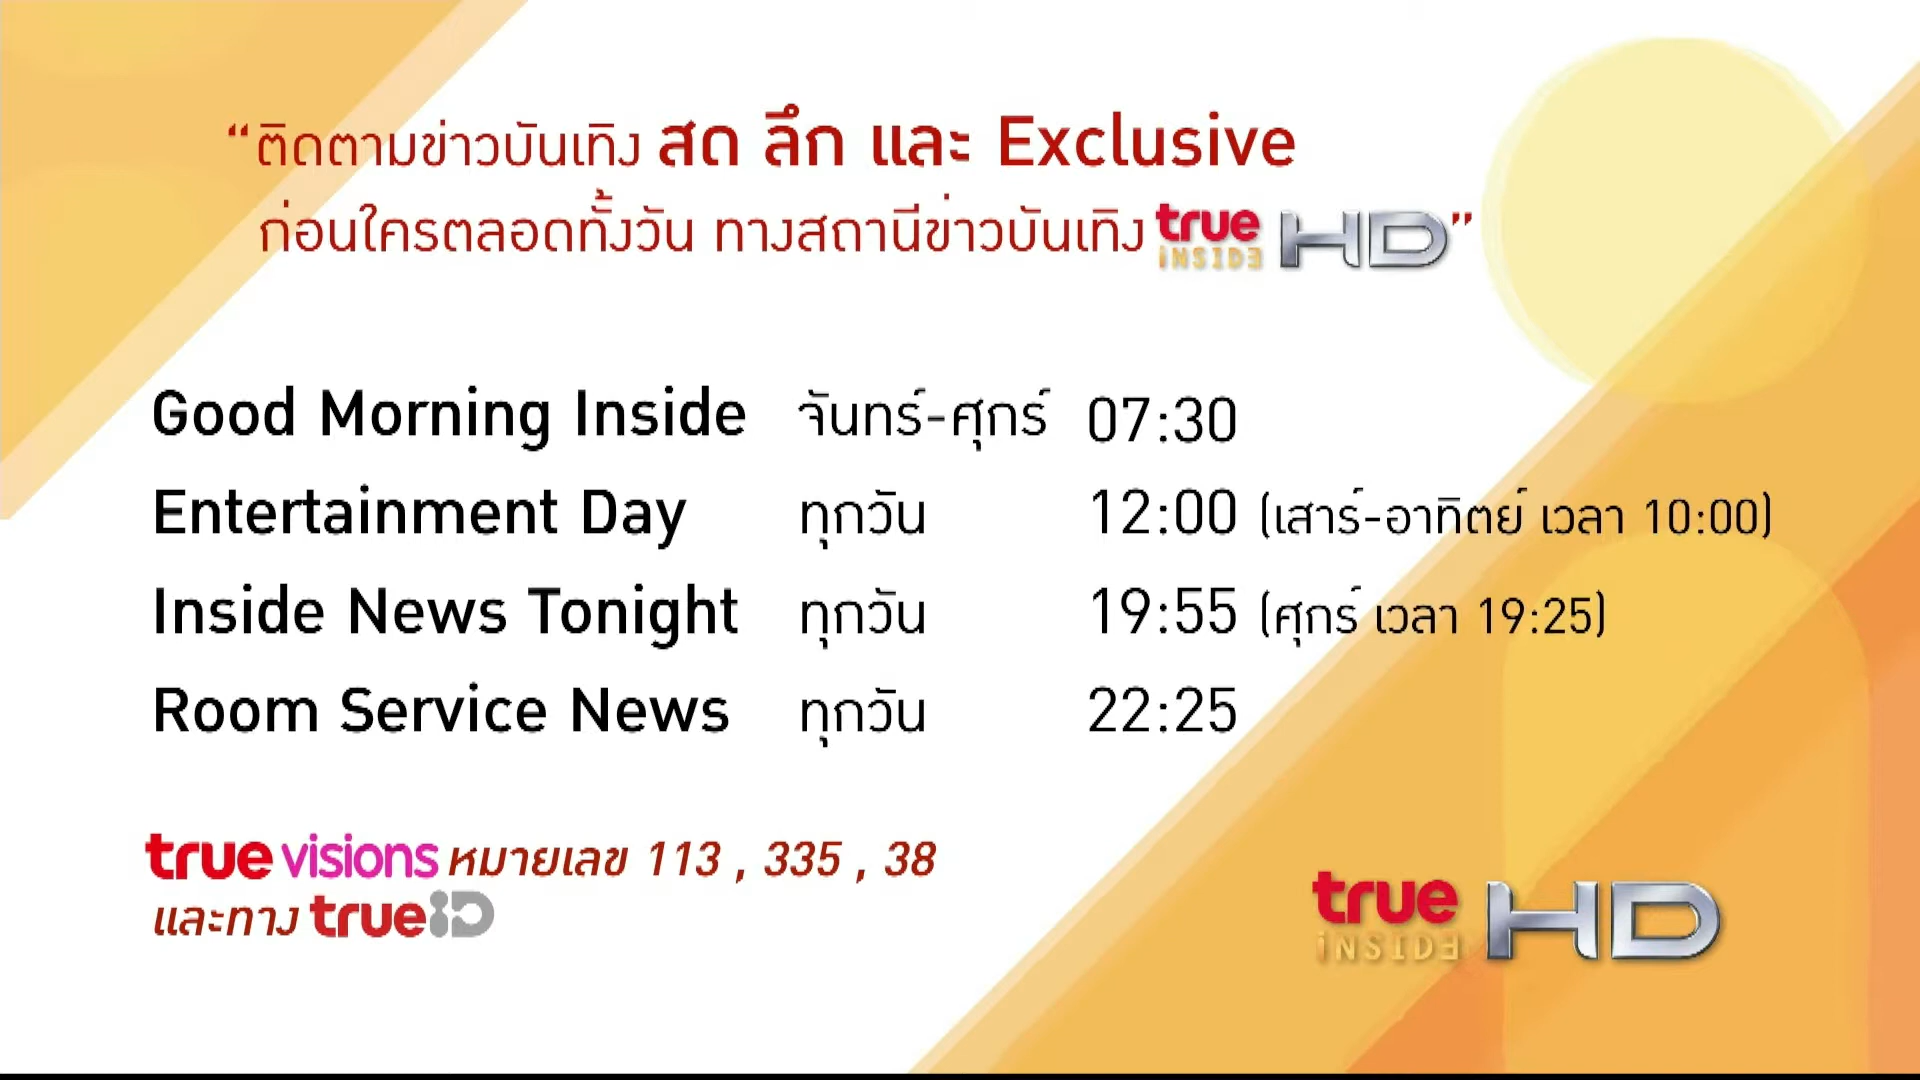 “ติดตามข่าวบันเทิง สด ลึก และ Exclusive
ก่อนใครตลอดทั้งวัน ทางสถานีข่าวบันเทิง true INSIDE HD”
Good Morning Inside จันทร์-ศุกร์ 07:30
Entertainment Day ทุกวัน 12:00 (เสาร์-อาทิตย์ เวลา 10:00)
Inside News Tonight ทุกวัน 19:55 (ศุกร์ เวลา 19:25)
Room Service News ทุกวัน 22:25
true visions หมายเลข 113 , 335 , 38
และทาง trueiD
true INSIDE HD